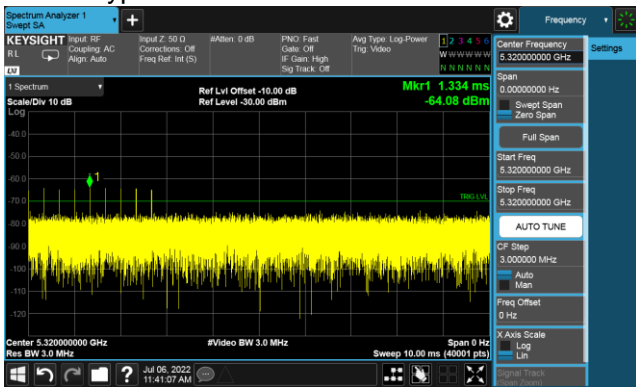 Spectrum Analyzer 1
Swept SA
+
Frequency
KEYSIGHT Input: RF
RL Coupling: AC
Align: Auto
Input Z: 50 Ω
Corrections: Off
Freq Ref: Int (S)
#Atten: 0 dB
PNO: Fast
Gate: Off
IF Gain: High
Sig Track: Off
Avg Type: Log-Power
Trig: Video
1 2 3 4 5 6
W W W W W W
N N N N N N
LXI
Center Frequency
5.320000000 GHz
Settings
Span
0.00000000 Hz
Swept Span
Zero Span
Full Span
Start Freq
5.320000000 GHz
Stop Freq
5.320000000 GHz
AUTO TUNE
CF Step
3.000000 MHz
Auto
Man
Freq Offset
0 Hz
X Axis Scale
Log
Lin
Signal Track
(Span Zoom)
1 Spectrum
Scale/Div 10 dB
Log
Ref Lvl Offset -10.00 dB
Ref Level -30.00 dBm
Mkr1 1.334 ms
-64.08 dBm
-40.0
-50.0
-60.0
-70.0
-80.0
-90.0
-100
-110
-120
1
TRIG LVL
Center 5.320000000 GHz
Res BW 3.0 MHz
#Video BW 3.0 MHz
Span 0 Hz
Sweep 10.00 ms (40001 pts)
?
Jul 06, 2022
11:41:07 AM